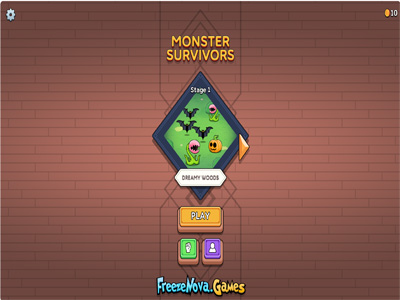 10
MONSTER
SURVIVORS
Stage 1
DREAMY WOODS
PLAY
FreezeNova.Games